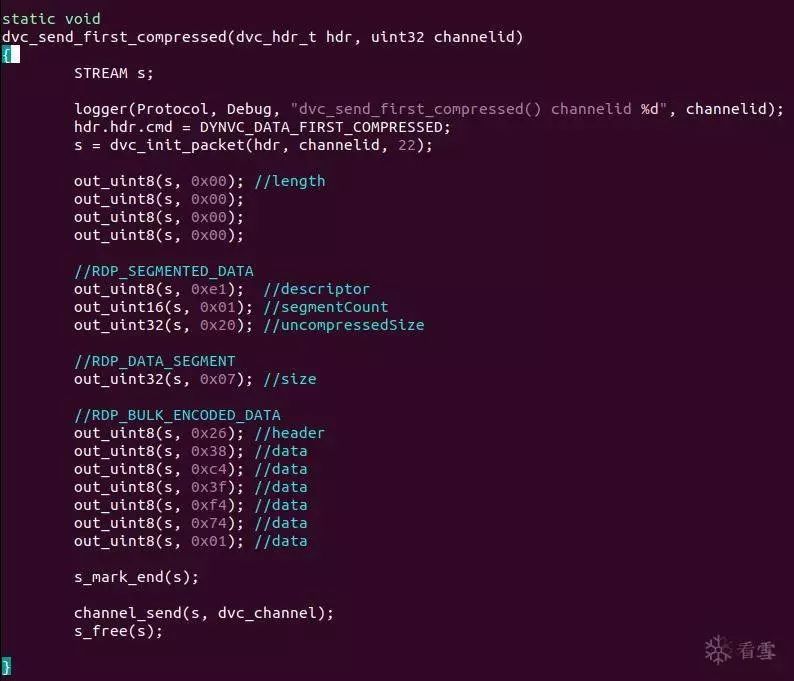 static void
dvc_send_first_compressed(dvc_hdr_t hdr, uint32 channelid)
{
        STREAM s;

        logger(Protocol, Debug, "dvc_send_first_compressed() channelid %d", channelid);
        hdr.hdr.cmd = DYNVC_DATA_FIRST_COMPRESSED;
        s = dvc_init_packet(hdr, channelid, 22);

        out_uint8(s, 0x00); //length
        out_uint8(s, 0x00);
        out_uint8(s, 0x00);
        out_uint8(s, 0x00);

        //RDP_SEGMENTED_DATA
        out_uint8(s, 0xe1);  //descriptor
        out_uint16(s, 0x01); //segmentCount
        out_uint32(s, 0x20); //uncompressedSize

        //RDP_DATA_SEGMENT
        out_uint32(s, 0x07); //size

        //RDP_BULK_ENCODED_DATA
        out_uint8(s, 0x26); //header
        out_uint8(s, 0x38); //data
        out_uint8(s, 0xc4); //data
        out_uint8(s, 0x3f); //data
        out_uint8(s, 0xf4); //data
        out_uint8(s, 0x74); //data
        out_uint8(s, 0x01); //data

        s_mark_end(s);

        channel_send(s, dvc_channel);
        s_free(s);

看雪
}